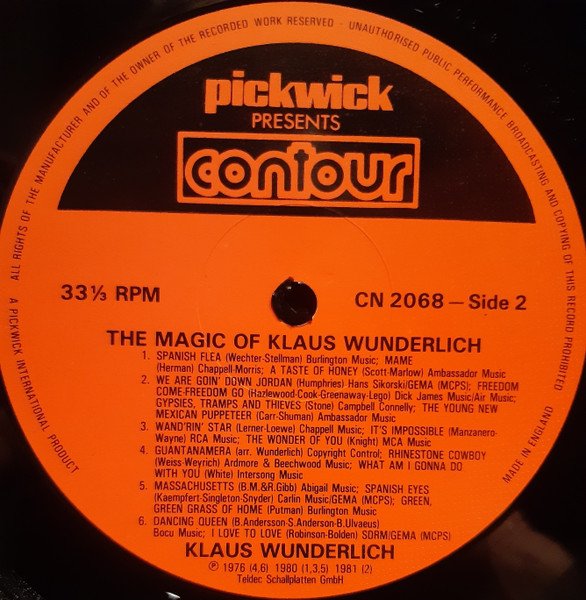 ALL RIGHTS OF THE MANUFACTURER AND OF THE OWNER OF THE RECORDED WORK RESERVED - UNAUTHORISED PUBLIC PERFORMANCE BROADCASTING AND COPYING OF THIS RECORD PROHIBITED
pickwick
PRESENTS
contour
33⅓ RPM
CN 2068 – Side 2
THE MAGIC OF KLAUS WUNDERLICH
1. SPANISH FLEA (Wechter-Stellman) Burlington Music; MAME
(Herman) Chappell-Morris; A TASTE OF HONEY (Scott-Marlow) Ambassador Music
2. WE ARE GOIN' DOWN JORDAN (Humphries) Hans Sikorski/GEMA (MCPS); FREEDOM
COME-FREEDOM GO (Hazlewood-Cook-Greenaway-Lego) Dick James Music/Air Music;
GYPSIES, TRAMPS AND THIEVES (Stone) Campbell Connelly; THE YOUNG NEW
MEXICAN PUPPETEER (Carr-Shuman) Ambassador Music
3. WAND'RIN' STAR (Lerner-Loewe) Chappell Music; IT'S IMPOSSIBLE (Manzanero-
Wayne) RCA Music; THE WONDER OF YOU (Knight) MCA Music
4. GUANTANAMERA (arr. Wunderlich) Copyright Control; RHINESTONE COWBOY
(Weiss-Weyrich) Ardmore & Beechwood Music; WHAT AM I GONNA DO
WITH YOU (White) Intersong Music
5. MASSACHUSETTS (B.M.&R.Gibb) Abigail Music; SPANISH EYES
(Kaempfert-Singleton-Snyder) Carlin Music/GEMA (MCPS); GREEN,
GREEN GRASS OF HOME (Putman) Burlington Music
6. DANCING QUEEN (B.Andersson-S.Anderson-B.Ulvaeus)
Bocu Music; I LOVE TO LOVE (Robinson-Bolden) SDRM/GEMA (MCPS)
KLAUS WUNDERLICH
℗ 1976 (4,6) 1980 (1,3,5) 1981 (2)
Teldec Schallplatten GmbH
A PICKWICK INTERNATIONAL PRODUCT
MADE IN ENGLAND